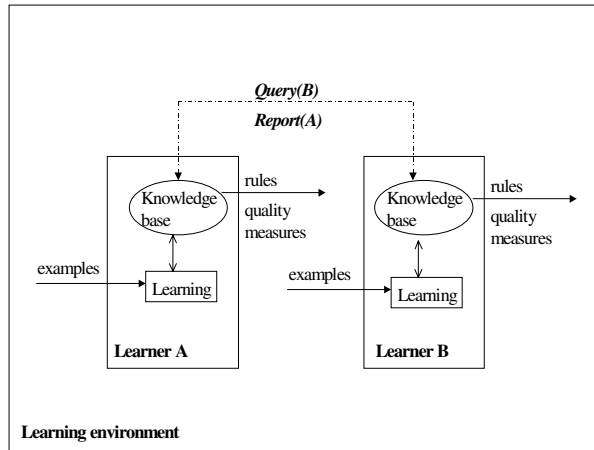 Query(B)
Report(A)
Knowledge
base
rules
quality
measures
examples
Learning
Learner A
Knowledge
base
rules
quality
measures
examples
Learning
Learner B
Learning environment